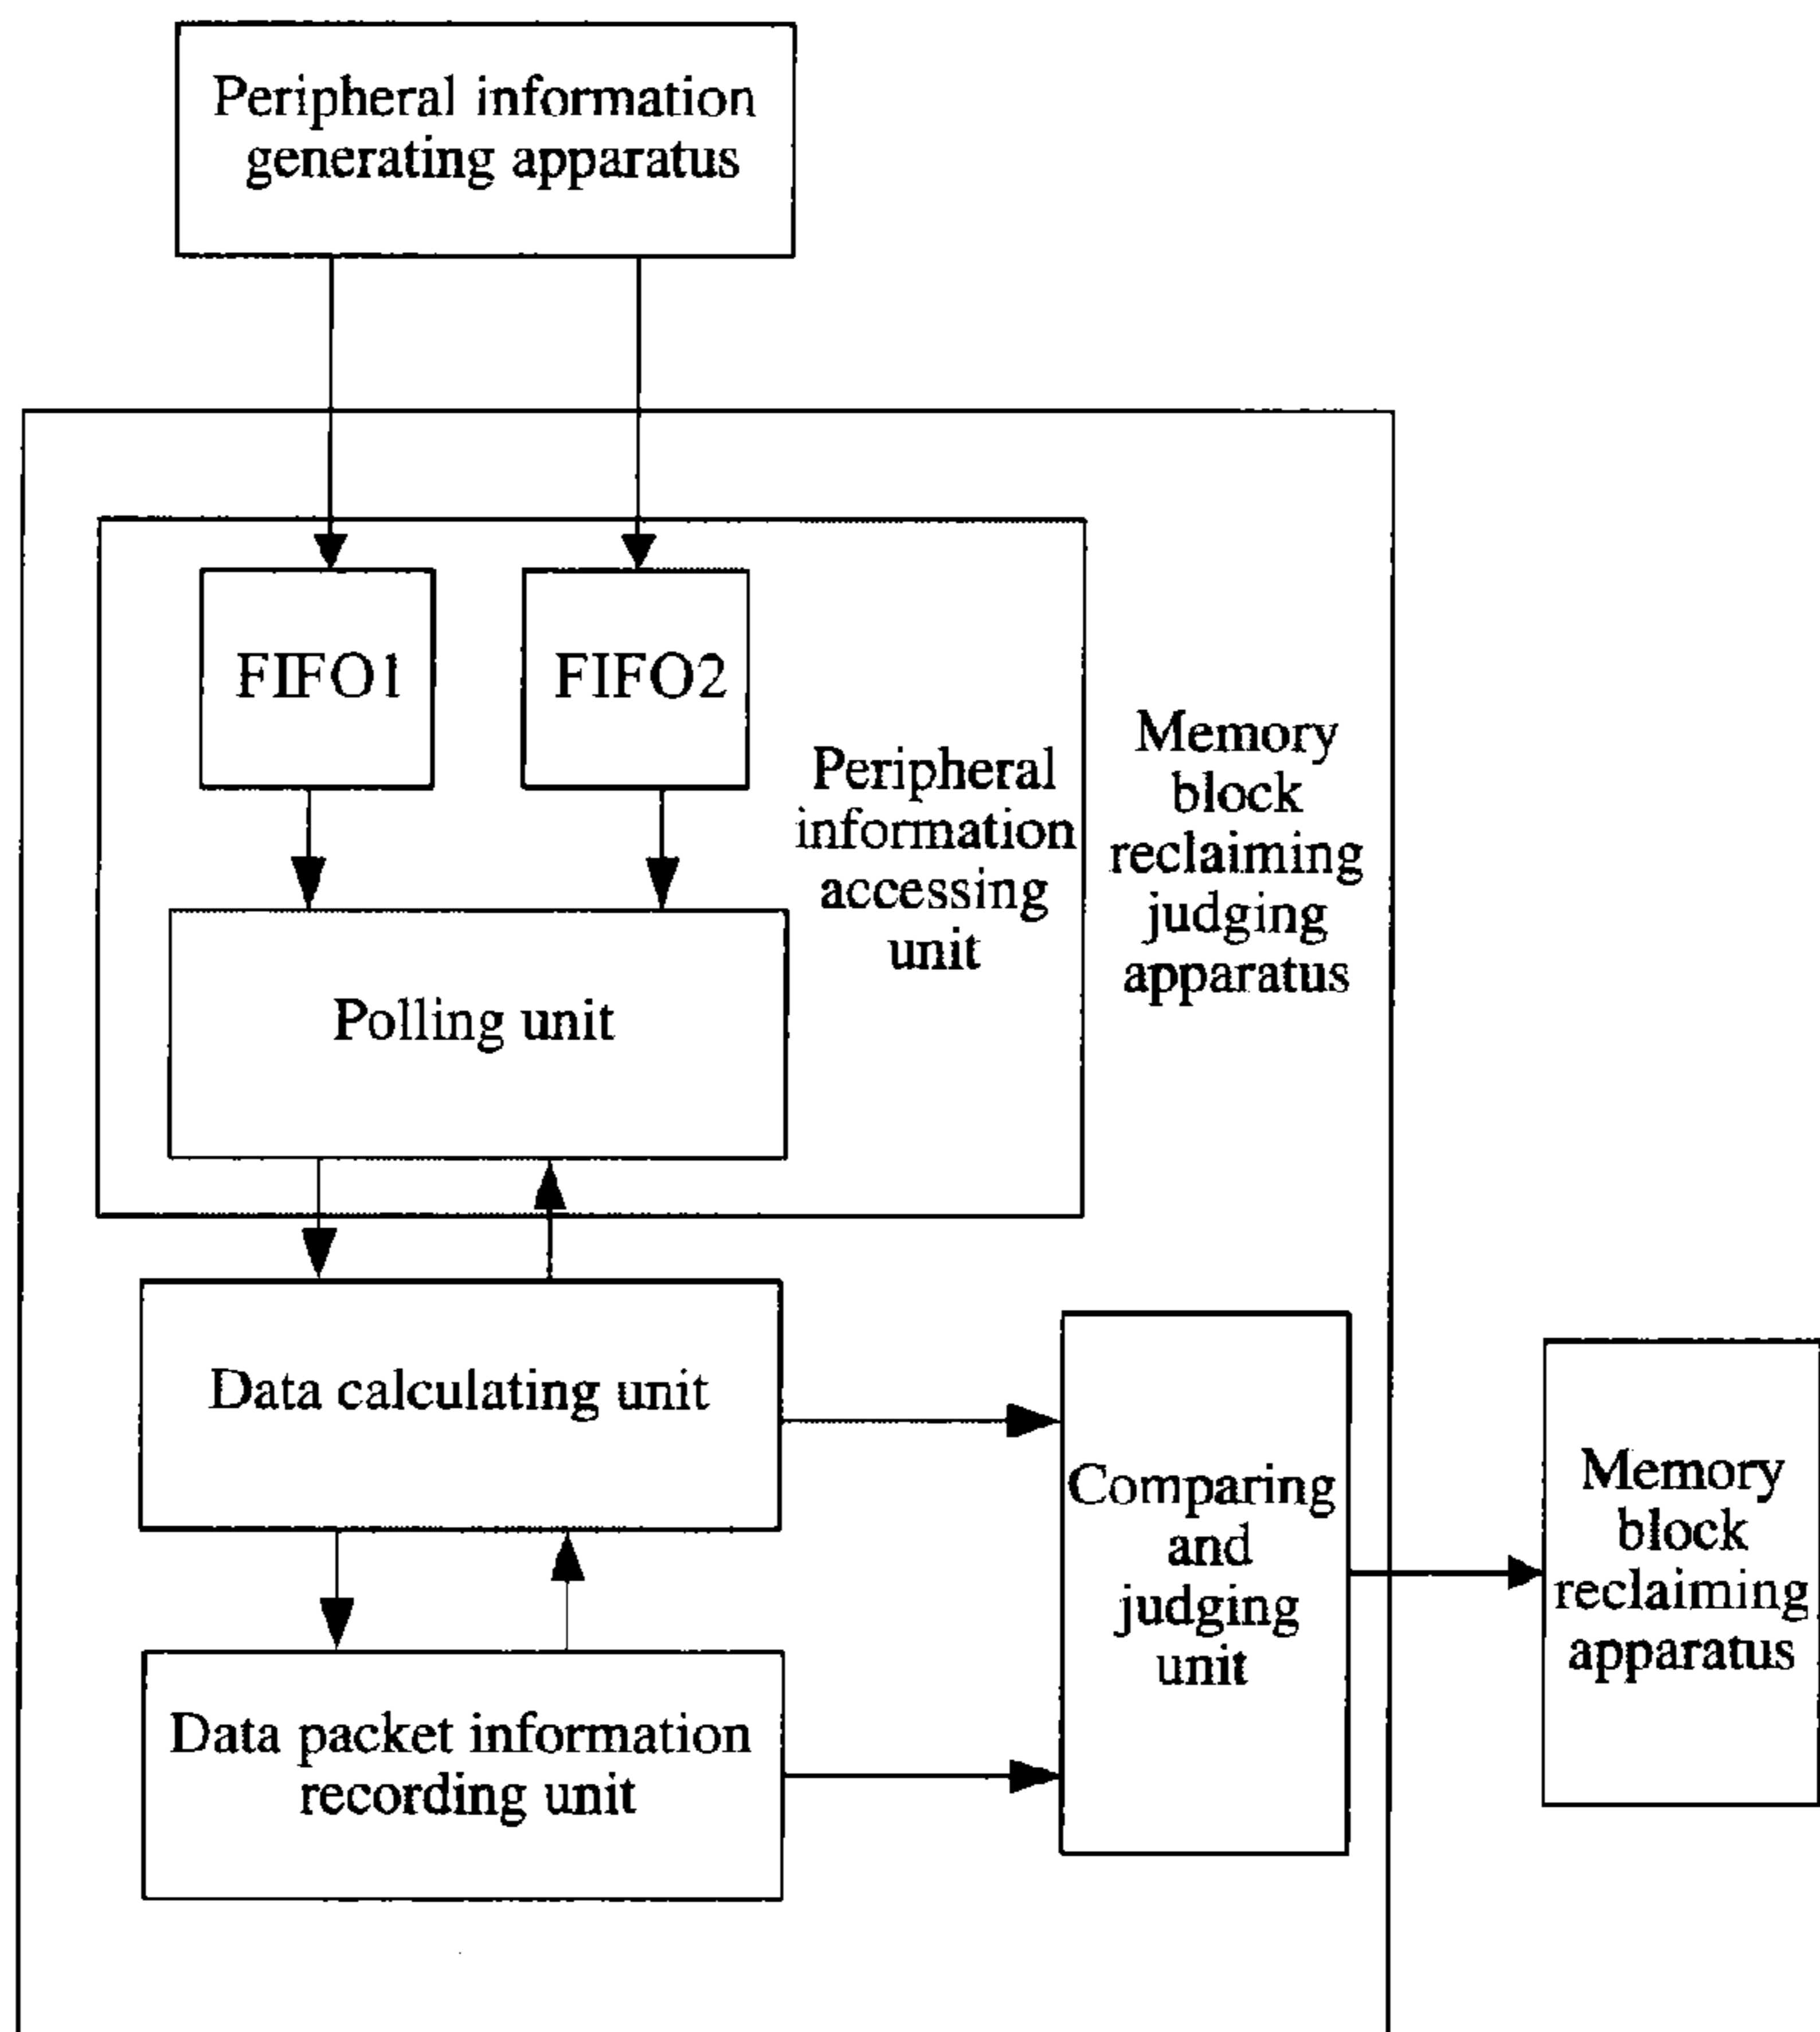 Peripheral information
generating apparatus
FIFO1
FIFO2
Peripheral
information
accessing
unit
Memory
block
reclaiming
judging
apparatus
Polling unit
Data calculating unit
Comparing
and
judging
unit
Memory
block
reclaiming
apparatus
Data packet information
recording unit